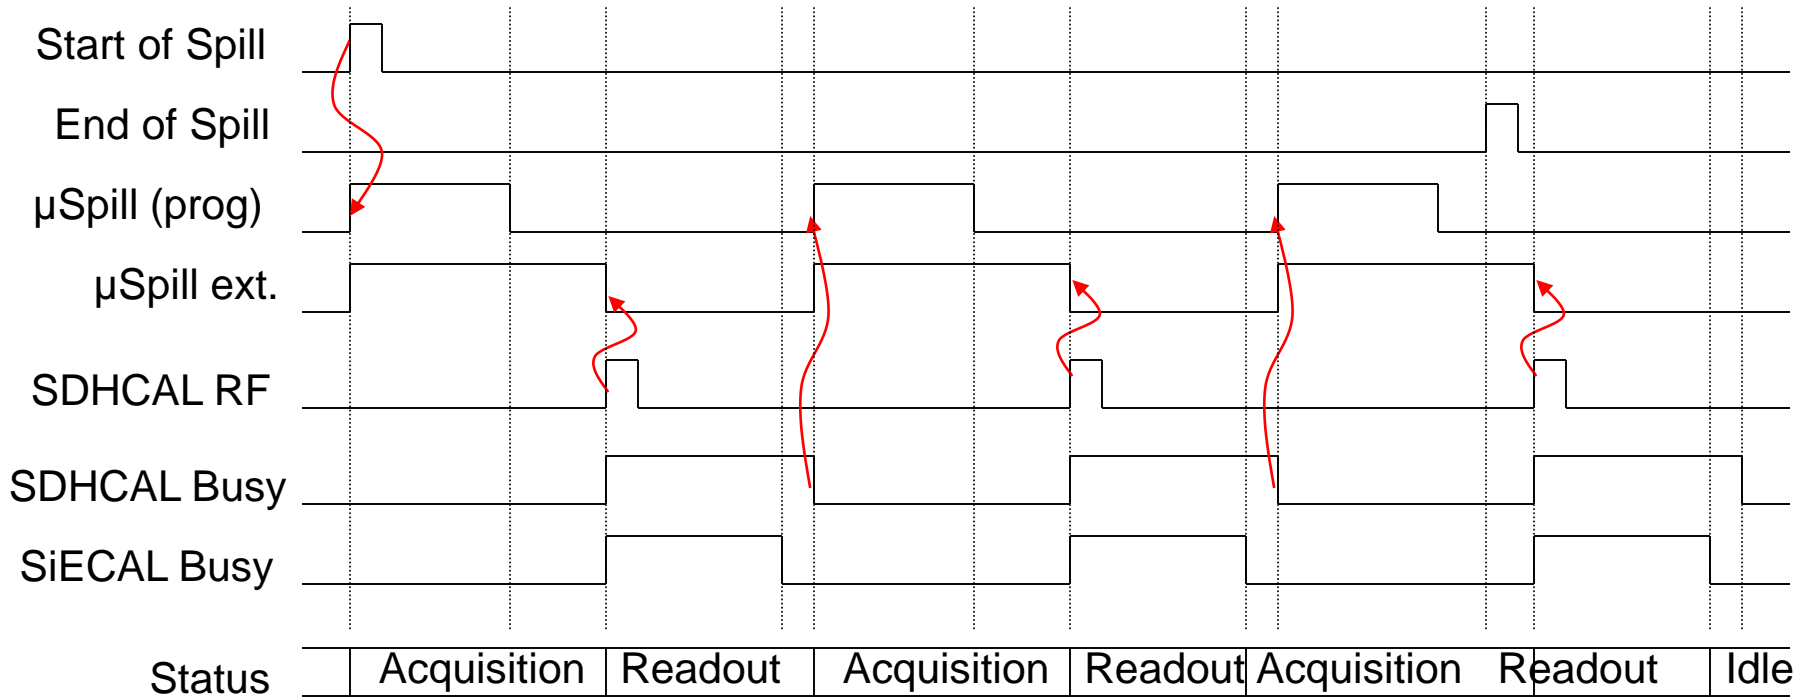 Start of Spill
End of Spill
µSpill (prog)
µSpill ext.
SDHCAL RF
SDHCAL Busy
SiECAL Busy
Status Acquisition Readout Acquisition Readout Acquisition Readout Idle